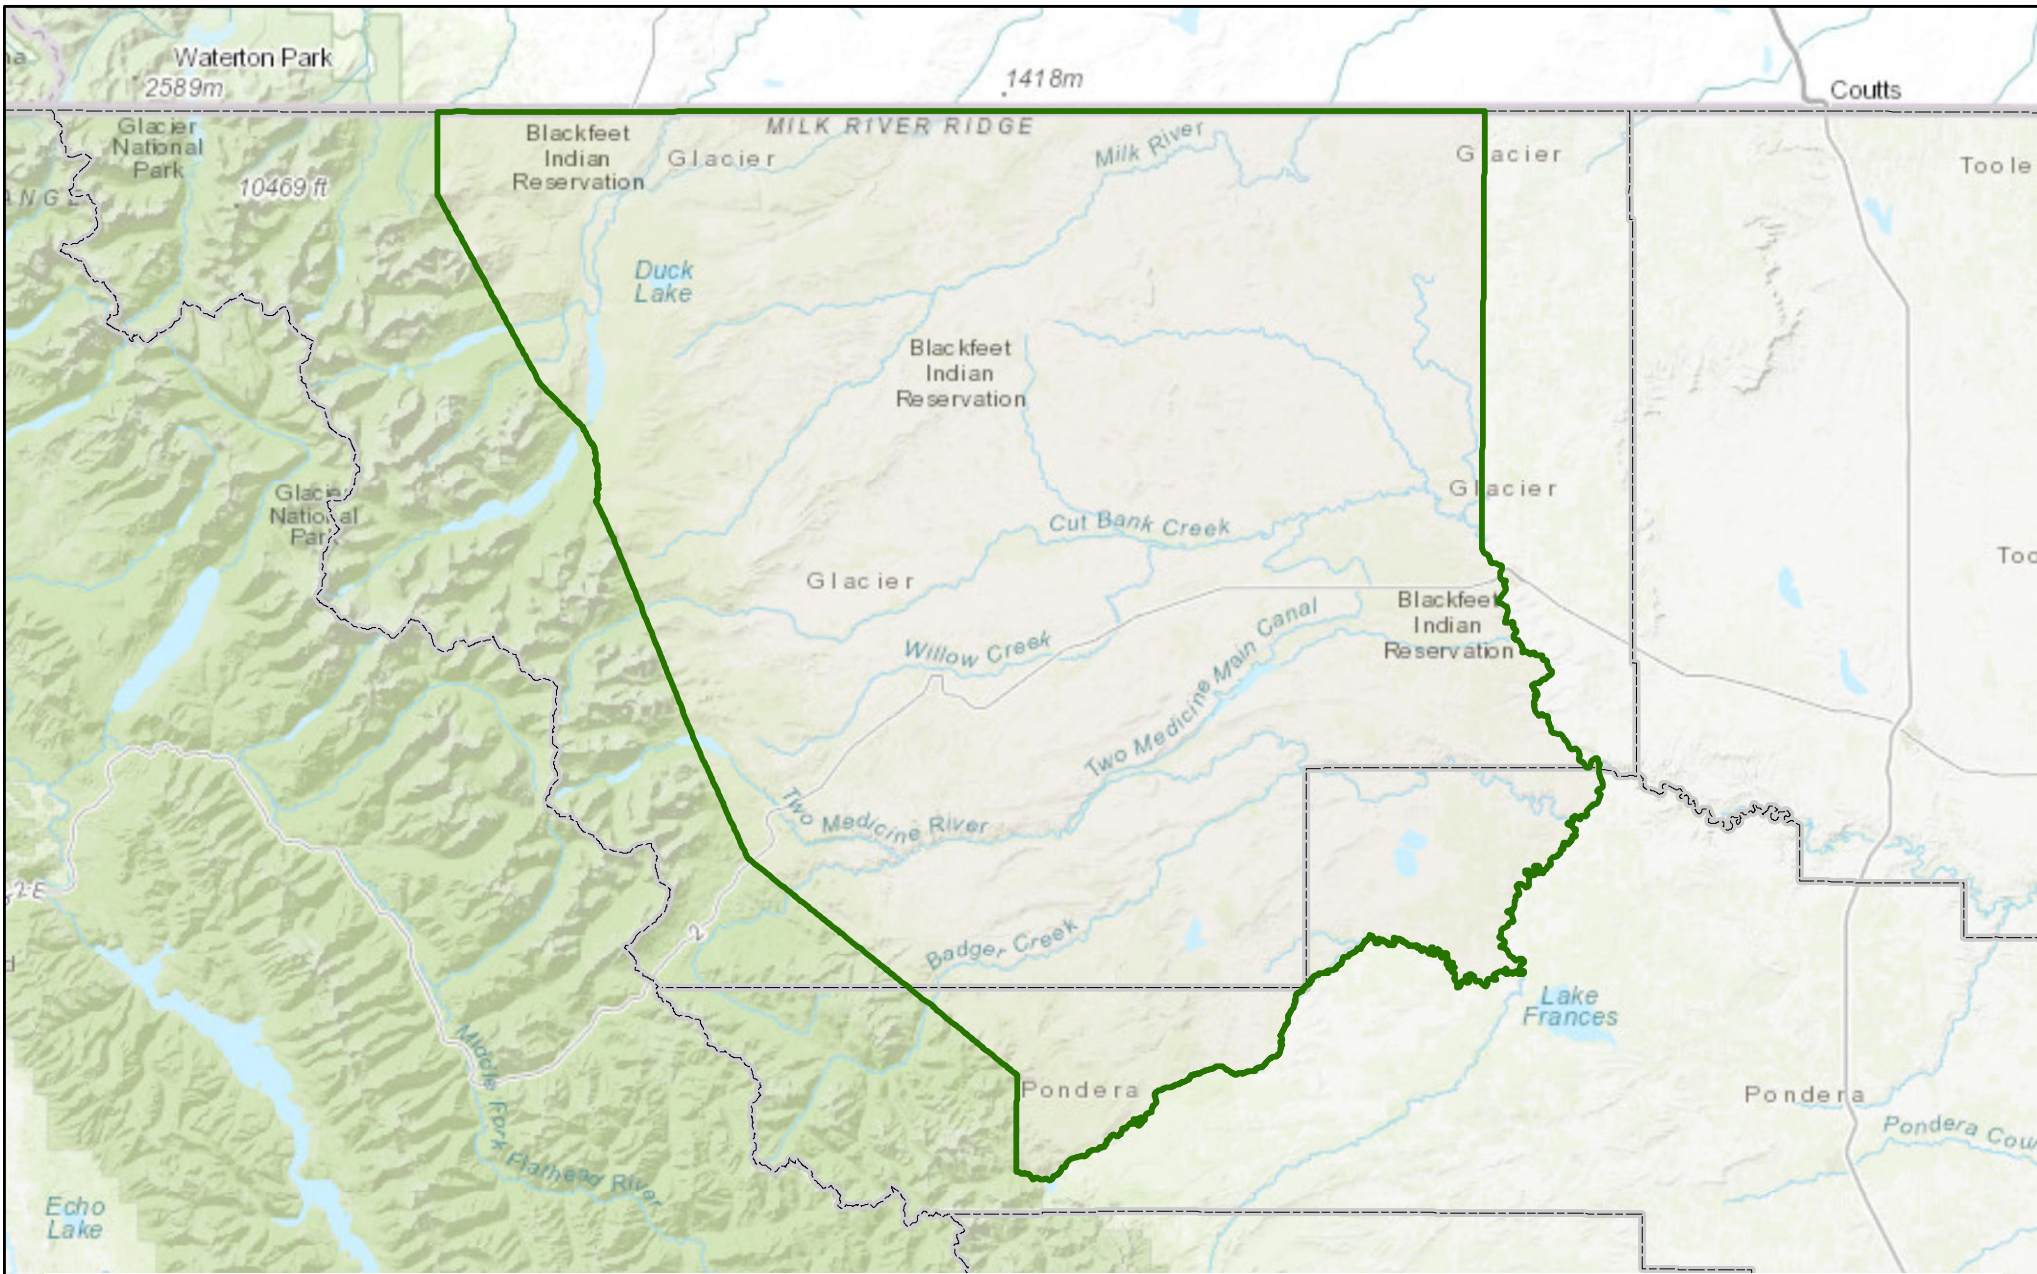 Waterton Park
2589m
1418m
Coutts
Glacier
National
Park
Blackfeet
Indian
Reservation
Glacier
MILK RIVER RIDGE
Milk River
Glacier
Toole
10469 ft
Duck
Lake
Blackfeet
Indian
Reservation
Glacier
National
Park
Glacier
Cut Bank Creek
Glacier
Blackfeet
Indian
Reservation
Willow Creek
Two Medicine Main Canal
Two Medicine River
2
Badger Creek
Lake
Frances
Middle Fork Flathead River
Pondera
Pondera
Echo
Lake